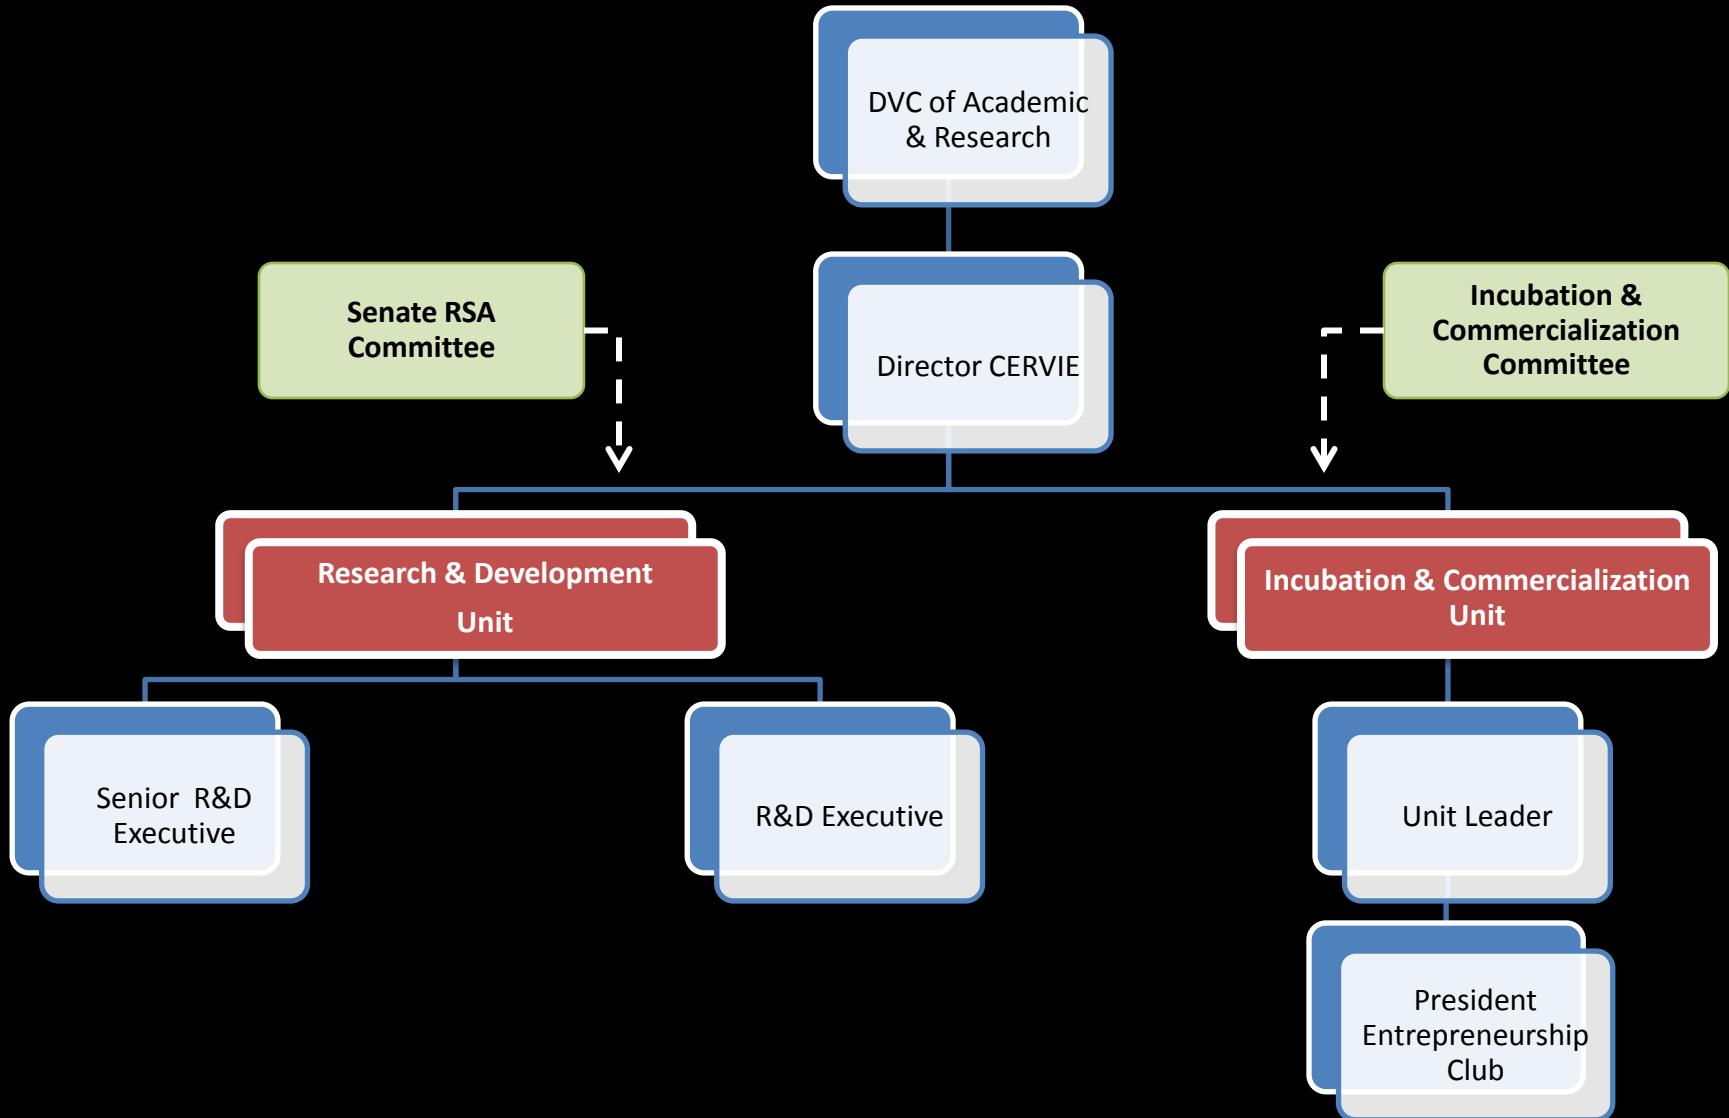 DVC of Academic
& Research
Senate RSA
Committee
Director CERVIE
Incubation &
Commercialization
Committee
Research & Development
Unit
Incubation & Commercialization
Unit
Senior R&D
Executive
R&D Executive
Unit Leader
President
Entrepreneurship
Club